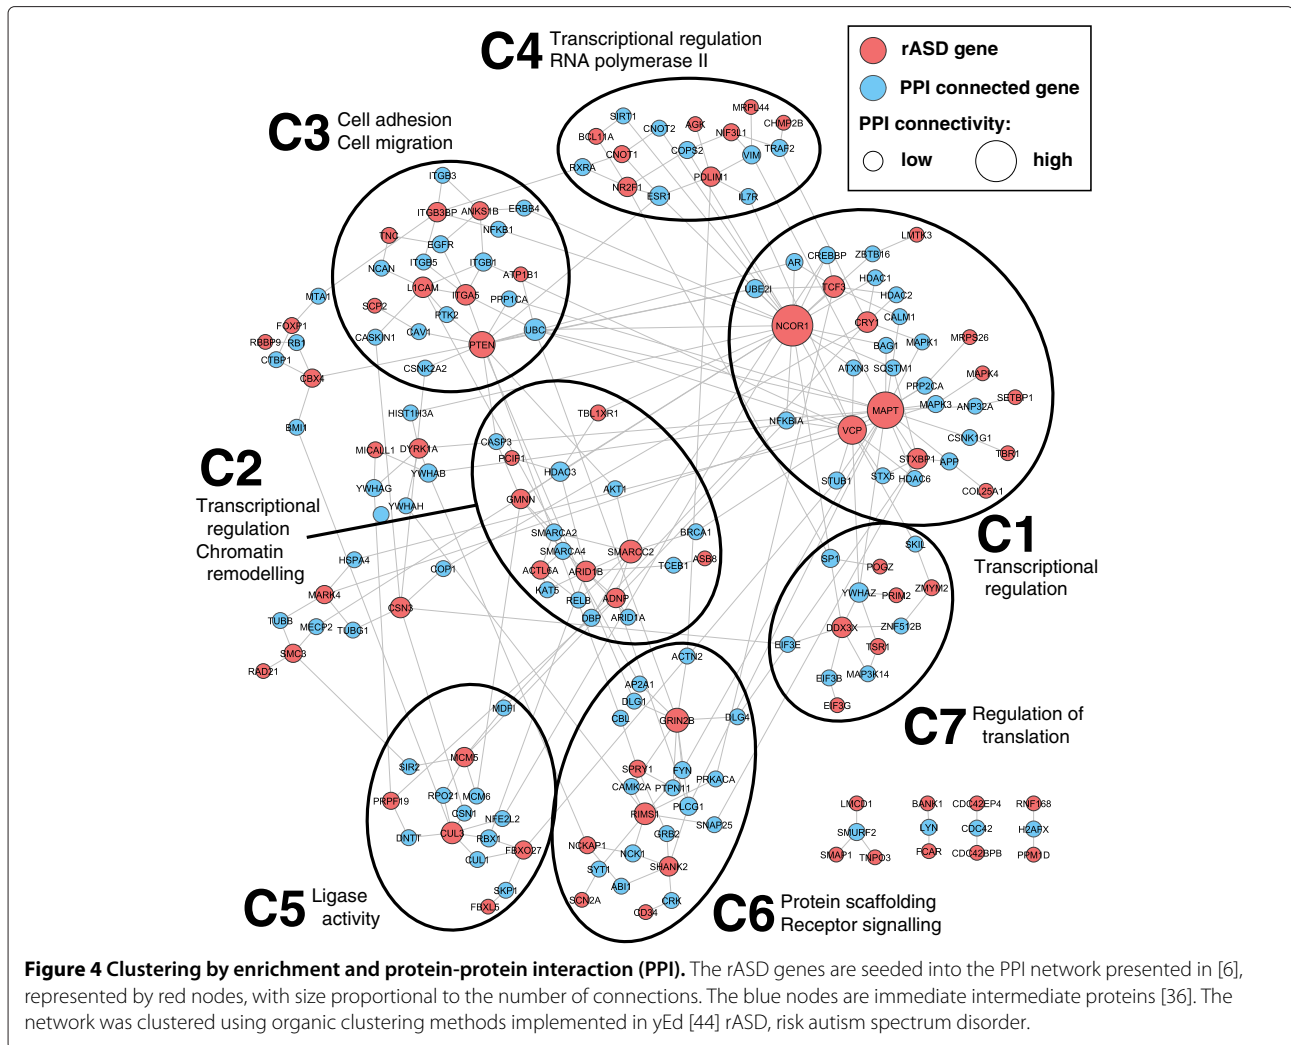 C4 Transcriptional regulation
RNA polymerase II
rASD gene
PPI connected gene
PPI connectivity:
low
high
C3 Cell adhesion
Cell migration
SIRT1
CNOT2
AGK
MRPL44
CHMP2B
BCL11A
NIF3L1
CNOT1
COPS2
VIM
TRAF2
RXRA
NR2F1
ESR1
PDLIM1
IL7R
ITGB3
ITGB3BP
ANKS1B
ERBB4
NFKB1
TNC
EGFR
NCAN
ITGB5
ITGB1
ATP1B1
L1CAM
ITGA5
PPP1CA
SCP2
PTK2
CASKIN1
CAV1
UBC
PTEN
CSNK2A2
MTA1
FOXP1
RBBP9
RB1
CTBP1
CBX4
BMI1
HIST1H3A
MICALL1
DYRK1A
YWHAB
YWHAG
YWHAH
LMTK3
AR
CREBBP
ZBTB16
UBE2I
TCF3
HDAC1
HDAC2
NCOR1
CRY1
CALM1
BAG1
MAPK1
MRPS26
ATXN3
SQSTM1
MAPK4
PPP2CA
SETBP1
MAPT
MAPK3
ANP32A
NFKBIA
VCP
CSNK1G1
TBR1
STXBP1
APP
STUB1
STX5
HDAC6
COL25A1
C1
Transcriptional
regulation
C2
Transcriptional
regulation
Chromatin
remodelling
TBL1XR1
CASP3
PCIF1
HDAC3
AKT1
GMNN
SMARCA2
BRCA1
SMARCA4
SMARCC2
ASB8
ACTL6A
ARID1B
TCEB1
KAT5
RELB
ADNP
DBP
ARID1A
HSPA4
COP1
MARK4
CSN3
TUBB
MECP2
TUBG1
SMC3
RAD21
SP1
SKIL
POGZ
YWHAZ
PRIM2
ZMYM2
DDX3X
ZNF512B
EIF3E
TSR1
EIF3B
MAP3K14
EIF3G
C7 Regulation of
translation
MDFI
MCM5
SIR2
PRPF19
RPO21
MCM6
CSN1
NFE2L2
DNTT
CUL3
RBX1
FBXO27
CUL1
SKP1
FBXL5
C5 Ligase
activity
ACTN2
AP2A1
DLG1
CBL
GRIN2B
DLG4
SPRY1
FYN
CAMK2A
PTPN11
PRKACA
RIMS1
PLCG1
GRB2
SNAP25
NCKAP1
NCK1
SYT1
SHANK2
ABI1
SCN2A
CRK
CD34
C6 Protein scaffolding
Receptor signalling
LMCD1
SMURF2
SMAP1
TNPO3
BANK1
LYN
FCAR
CDC42EP4
CDC42
CDC42BPB
RNF168
H2AFX
PPM1D
Figure 4 Clustering by enrichment and protein-protein interaction (PPI). The rASD genes are seeded into the PPI network presented in [6],
represented by red nodes, with size proportional to the number of connections. The blue nodes are immediate intermediate proteins [36]. The
network was clustered using organic clustering methods implemented in yEd [44] rASD, risk autism spectrum disorder.